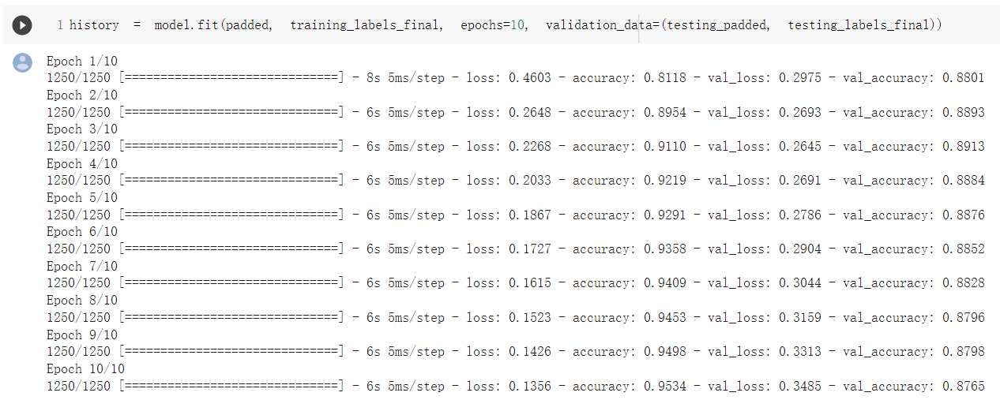 1 history = model.fit(padded, training_labels_final, epochs=10, validation_data=(testing_padded, testing_labels_final))
Epoch 1/10
1250/1250 [==============================] - 8s 5ms/step - loss: 0.4603 - accuracy: 0.8118 - val_loss: 0.2975 - val_accuracy: 0.8801
Epoch 2/10
1250/1250 [==============================] - 6s 5ms/step - loss: 0.2648 - accuracy: 0.8954 - val_loss: 0.2693 - val_accuracy: 0.8893
Epoch 3/10
1250/1250 [==============================] - 6s 5ms/step - loss: 0.2268 - accuracy: 0.9110 - val_loss: 0.2645 - val_accuracy: 0.8913
Epoch 4/10
1250/1250 [==============================] - 6s 5ms/step - loss: 0.2033 - accuracy: 0.9219 - val_loss: 0.2691 - val_accuracy: 0.8884
Epoch 5/10
1250/1250 [==============================] - 6s 5ms/step - loss: 0.1867 - accuracy: 0.9291 - val_loss: 0.2786 - val_accuracy: 0.8876
Epoch 6/10
1250/1250 [==============================] - 6s 5ms/step - loss: 0.1727 - accuracy: 0.9358 - val_loss: 0.2904 - val_accuracy: 0.8852
Epoch 7/10
1250/1250 [==============================] - 6s 5ms/step - loss: 0.1615 - accuracy: 0.9409 - val_loss: 0.3044 - val_accuracy: 0.8828
Epoch 8/10
1250/1250 [==============================] - 6s 5ms/step - loss: 0.1523 - accuracy: 0.9453 - val_loss: 0.3159 - val_accuracy: 0.8796
Epoch 9/10
1250/1250 [==============================] - 6s 5ms/step - loss: 0.1426 - accuracy: 0.9498 - val_loss: 0.3313 - val_accuracy: 0.8798
Epoch 10/10
1250/1250 [==============================] - 6s 5ms/step - loss: 0.1356 - accuracy: 0.9534 - val_loss: 0.3485 - val_accuracy: 0.8765